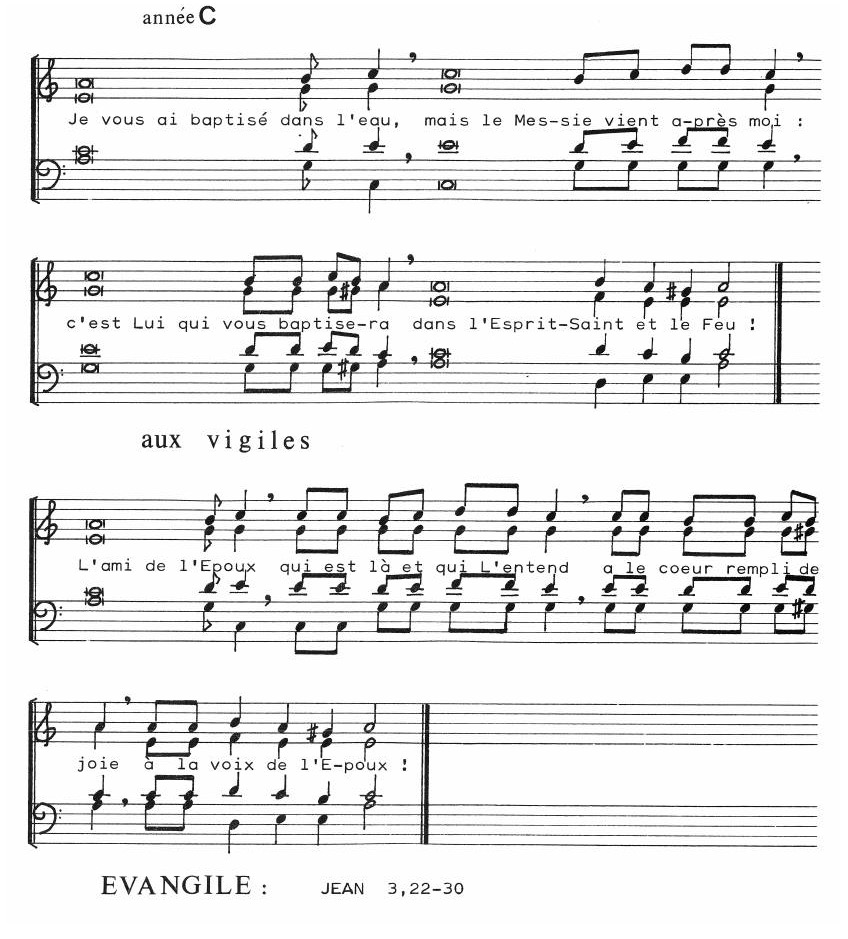 année C
Je vous ai baptisé dans l'eau, mais le Mes-sie vient a-près moi :
c'est Lui qui vous baptise-ra dans l'Esprit-Saint et le Feu !
aux vigiles
L'ami de l'Epoux qui est là et qui L'entend a le coeur rempli de
joie à la voix de l'E-poux !
EVANGILE : JEAN 3,22-30